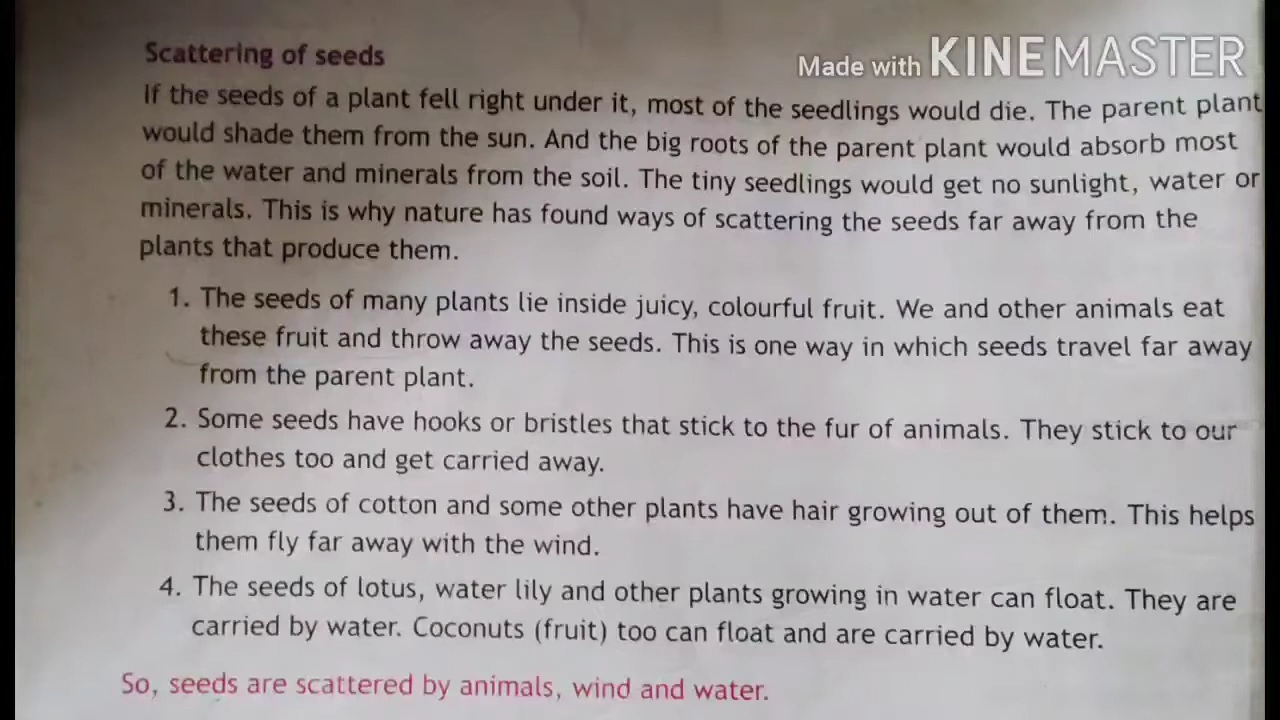 Scattering of seeds
Made with KINEMASTER
If the seeds of a plant fell right under it, most of the seedlings would die. The parent plant
would shade them from the sun. And the big roots of the parent plant would absorb most
of the water and minerals from the soil. The tiny seedlings would get no sunlight, water or
minerals. This is why nature has found ways of scattering the seeds far away from the
plants that produce them.
1. The seeds of many plants lie inside juicy, colourful fruit. We and other animals eat
these fruit and throw away the seeds. This is one way in which seeds travel far away
from the parent plant.
2. Some seeds have hooks or bristles that stick to the fur of animals. They stick to our
clothes too and get carried away.
3. The seeds of cotton and some other plants have hair growing out of them. This helps
them fly far away with the wind.
4. The seeds of lotus, water lily and other plants growing in water can float. They are
carried by water. Coconuts (fruit) too can float and are carried by water.
So, seeds are scattered by animals, wind and water.